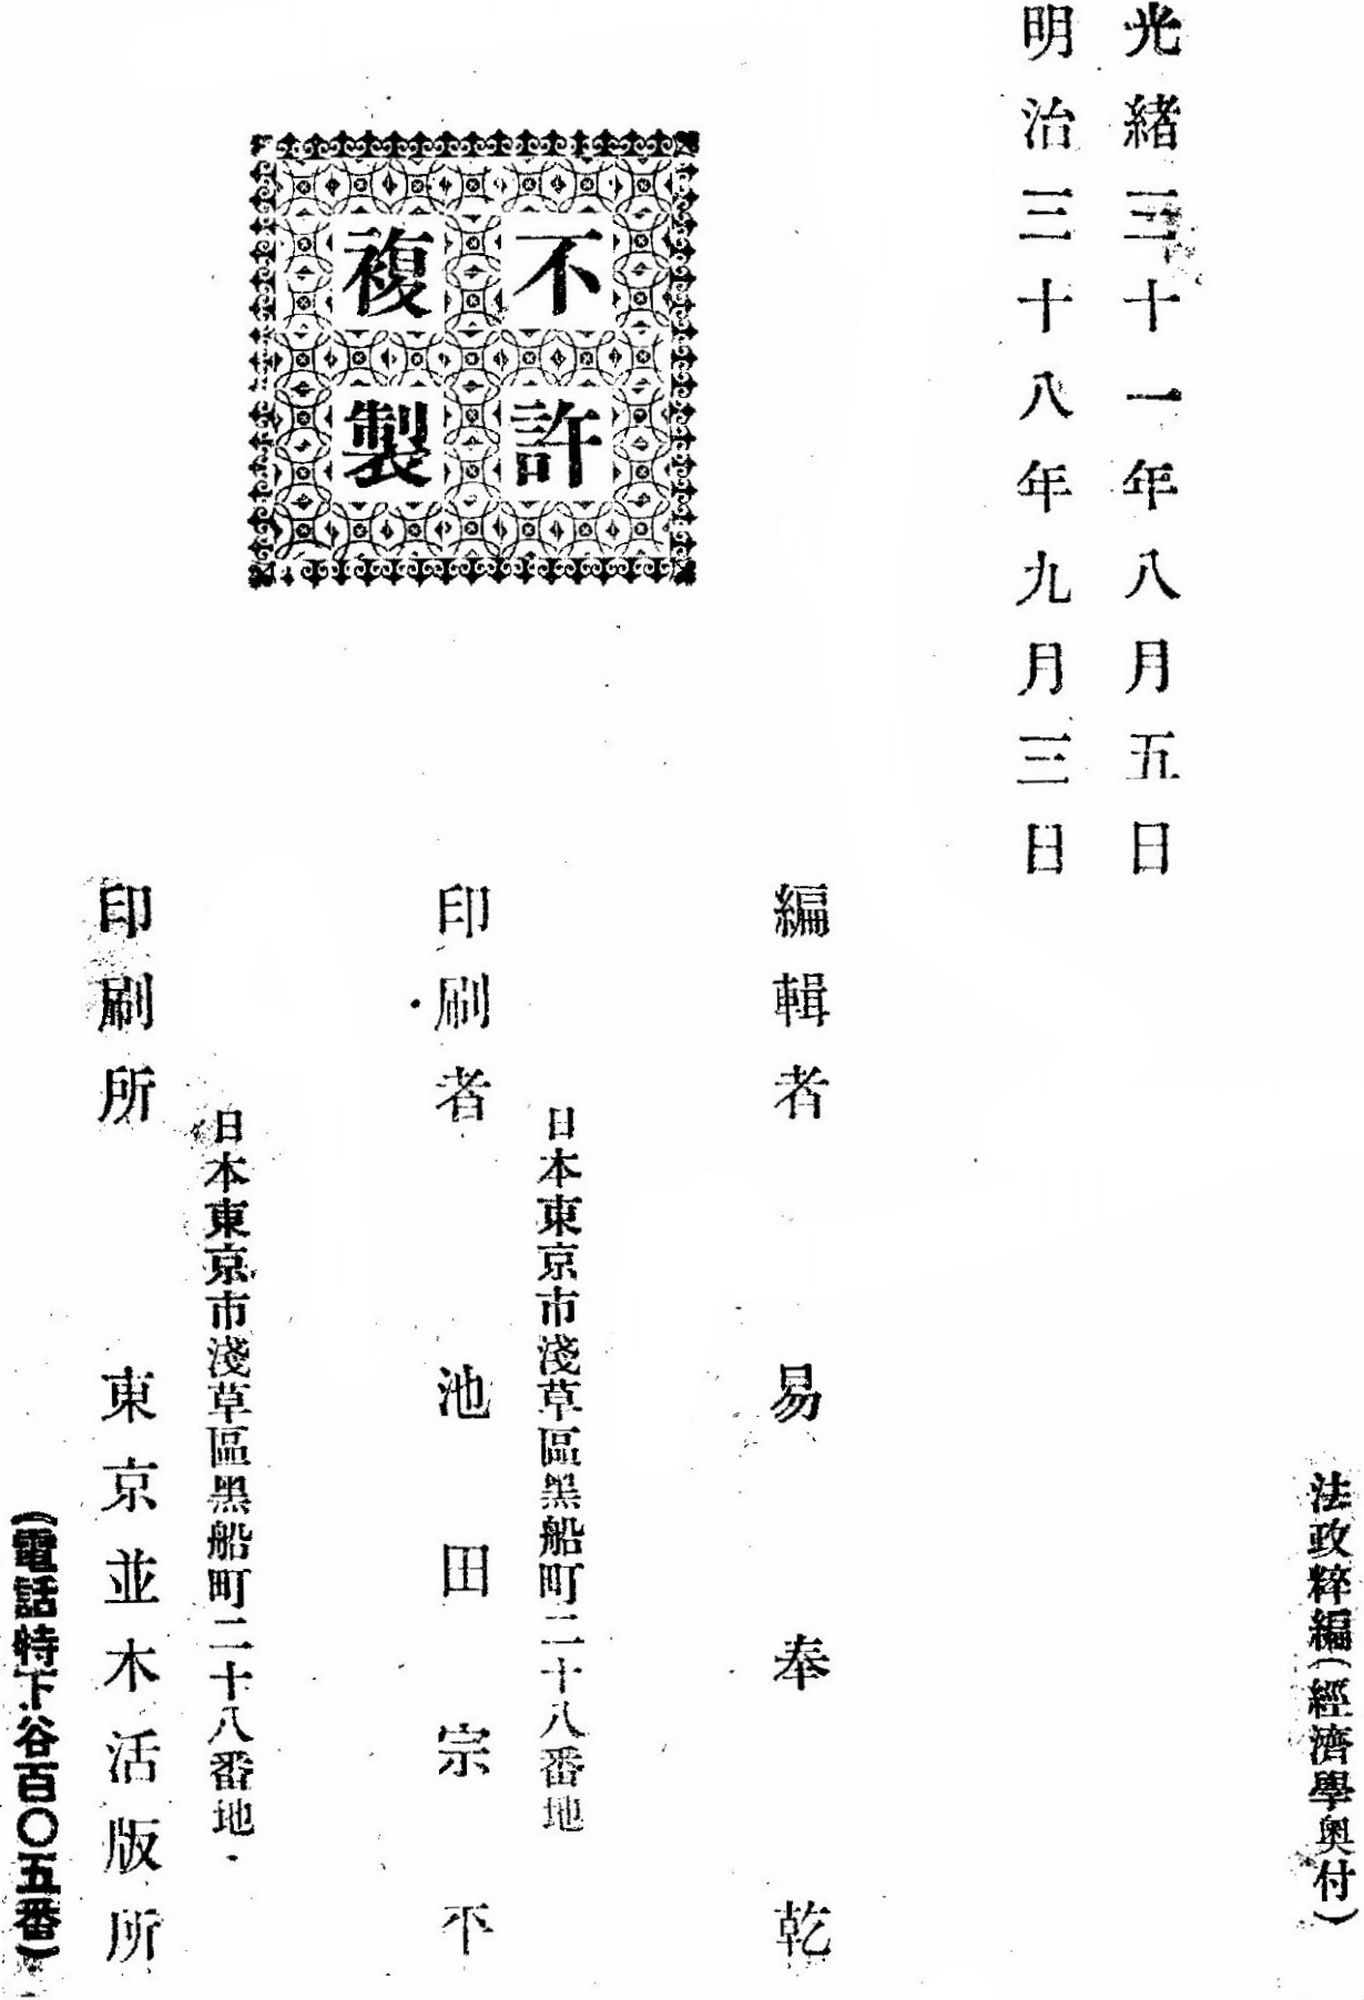 法政粹編(經濟學奥付)
光緒三十一年八月五日
明治三十八年九月三日
不許
複製
編輯者 易奉乾
日本東京市淺草區黑船町二十八番地
印刷者 池田宗平
日本東京市淺草區黑船町二十八番地
印刷所 東京並木活版所
(電話特下谷百〇五番)